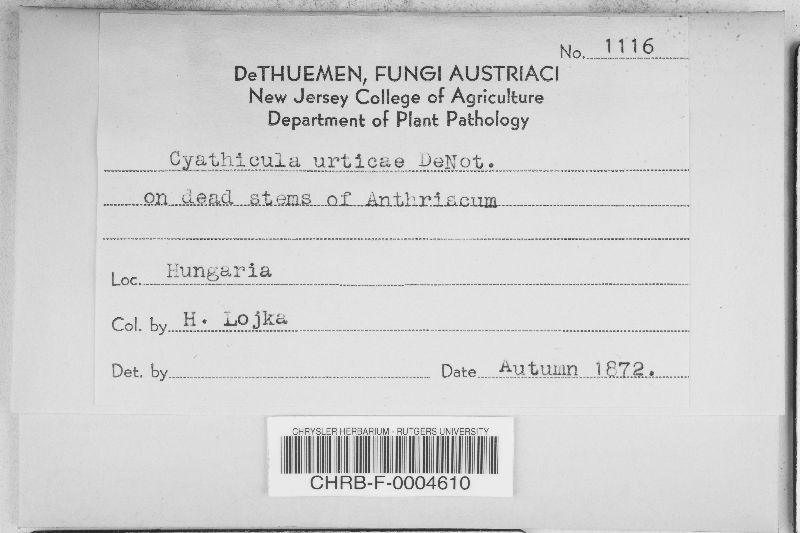 No. 1116
DeTHUEMEN, FUNGI AUSTRIACI
New Jersey College of Agriculture
Department of Plant Pathology
Cyathicula urticae DeNot.
on dead stems of Anthriscum
Loc. Hungaria
Col. by H. Lojka
Det. by Date Autumn 1872.
CHRYSLER HERBARIUM - RUTGERS UNIVERSITY
CHRB-F-0004610